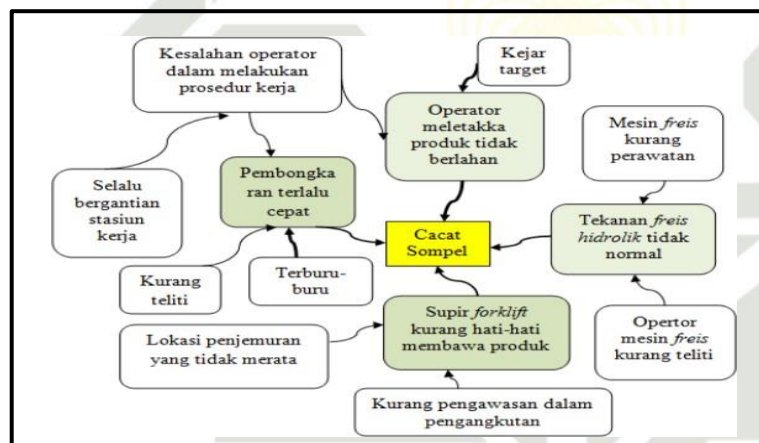 Kesalahan operator
dalam melakukan
prosedur kerja
Kejar
target
Operator
meletakka
produk tidak
berlahan
Mesin freis
kurang
perawatan
Selalu
bergantian
stasiun
kerja
Pembongka
ran terlalu
cepat
Cacat
Sompel
Tekanan freis
hidrolik tidak
normal
Kurang
teliti
Terburu-
buru
Supir forklift
kurang hati-hati
membawa produk
Lokasi penjemuran
yang tidak merata
Opertor
mesin freis
kurang teliti
Kurang pengawasan dalam
pengangkutan